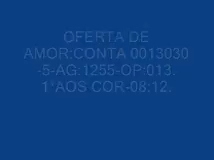 OFERTA DE
AMOR:CONTA 0013030
-5-AG:1255-OP:013.
1°AOS COR-08:12.